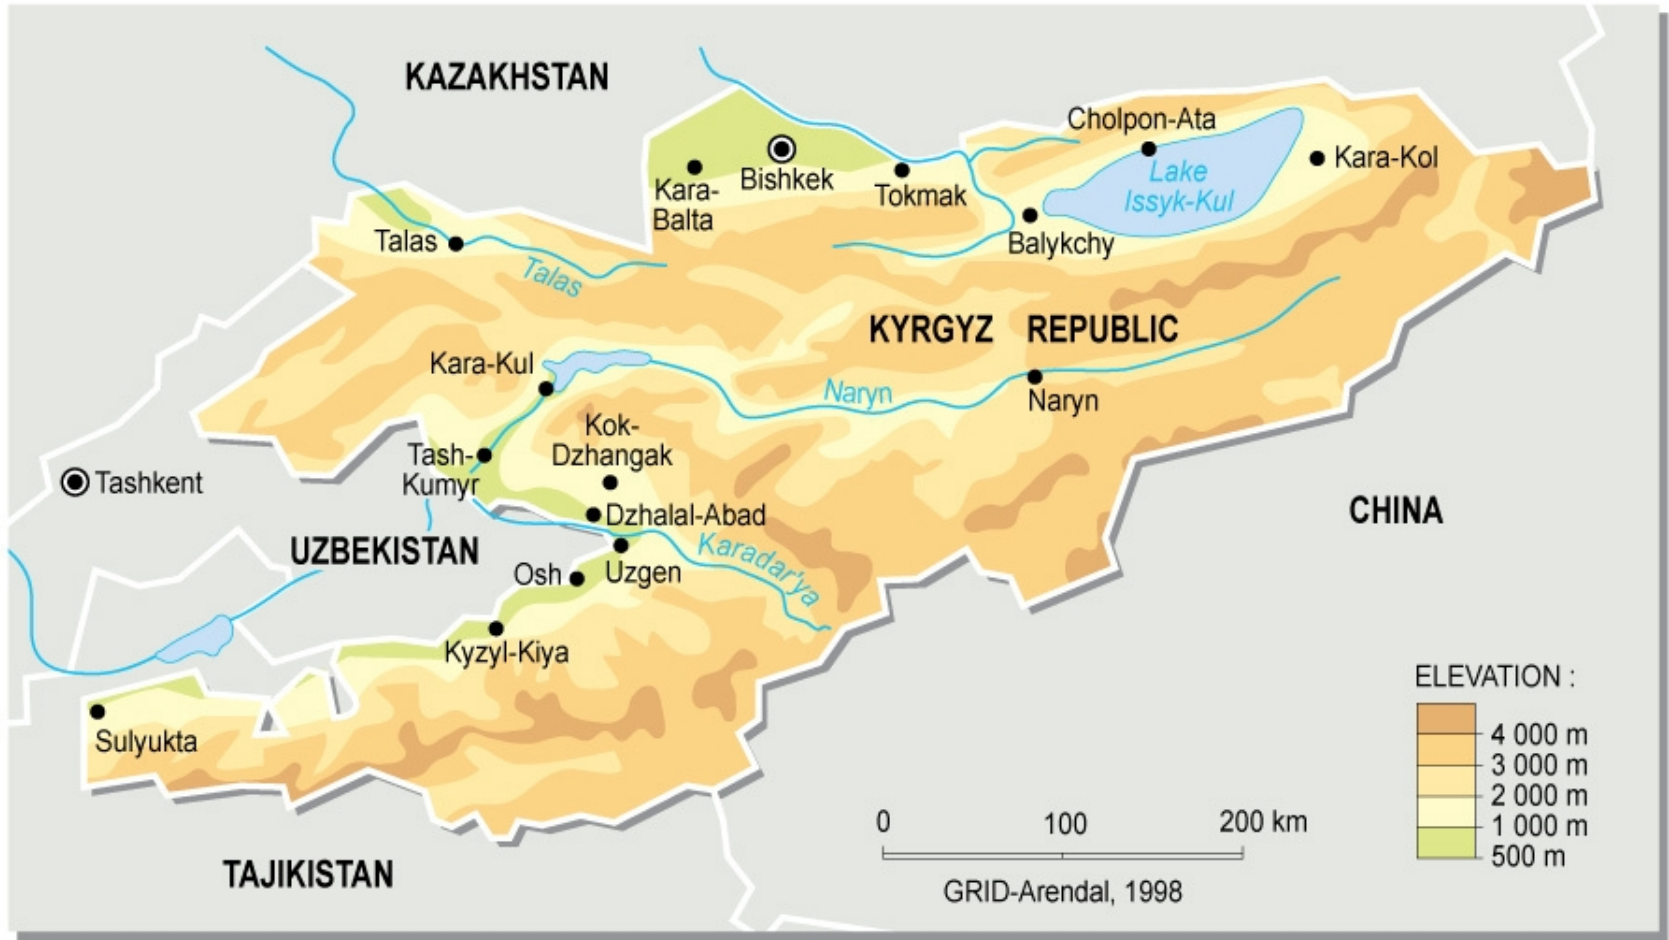 KAZAKHSTAN
Cholpon-Ata
Kara-Kol
Lake
Issyk-Kul
Bishkek
Kara-
Balta
Tokmak
Balykchy
Talas
Talas
KYRGYZ REPUBLIC
Kara-Kul
Naryn
Naryn
Kok-
Dzhangak
Tash-
Kumyr
Tashkent
Dzhalal-Abad
CHINA
UZBEKISTAN
Karadar'ya
Osh
Uzgen
Kyzyl-Kiya
Sulyukta
TAJIKISTAN
ELEVATION :
4 000 m
3 000 m
2 000 m
1 000 m
500 m
0 100 200 km
GRID-Arendal, 1998